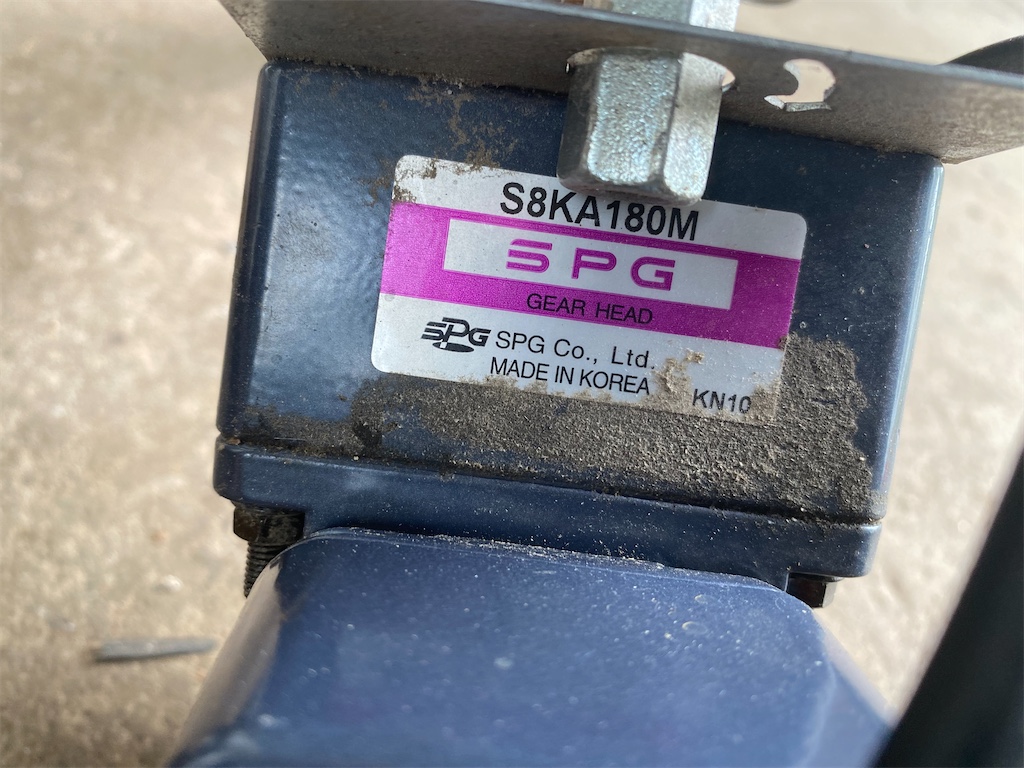 S8KA180M
SPG
GEAR HEAD
SPG SPG Co., Ltd.
MADE IN KOREA KN10